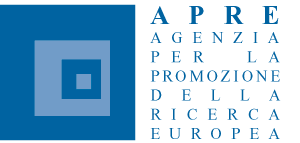 APRE
AGENZIA
PER LA
PROMOZIONE
DELLA
RICERCA
EUROPEA